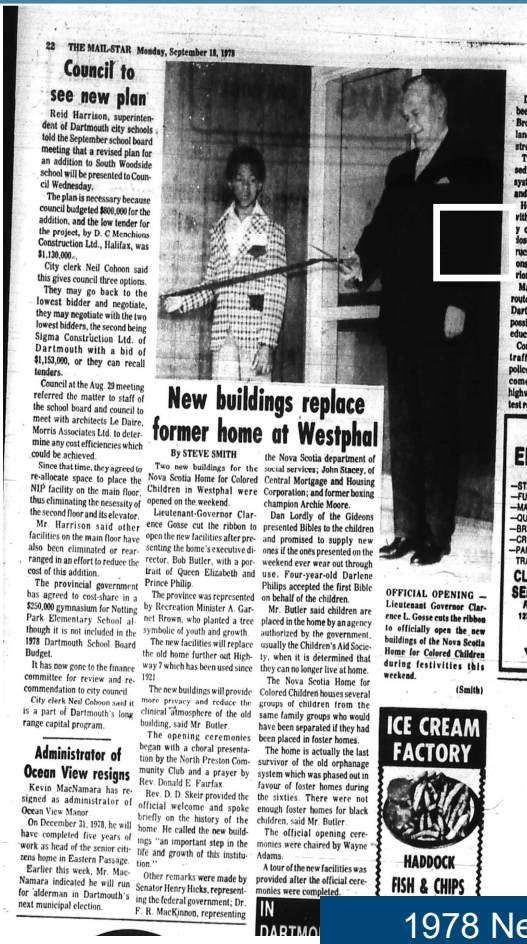 22 THE MAIL-STAR Monday, September 18, 1978
Council to
see new plan
Reid Harrison, superinten-
dent of Dartmouth city schools
told the September school board
meeting that a revised plan for
an addition to South Woodside
school will be presented to Coun-
cil Wednesday.
The plan is necessary because
council budgeted $800,000 for the
addition, and the low tender for
the project, by D. C Menchions
Construction Ltd., Halifax, was
$1,130,000.
City clerk Neil Cohoon said
this gives council three options.
They may go back to the
lowest bidder and negotiate,
they may negotiate with the two
lowest bidders, the second being
Sigma Construction Ltd. of
Dartmouth with a bid of
$1,153,000, or they can recall
tenders.
Council at the Aug. 29 meeting
referred the matter to staff of
the school board and council to
meet with architects Le Daire,
Morris Associates Ltd. to deter-
mine any cost efficiencies which
could be achieved.
Since that time, they agreed to
re-allocate space to place the
NIP facility on the main floor,
thus eliminating the nesessity of
the second floor and its elevator.
Mr. Harrison said other
facilities on the main floor have
also been eliminated or rear-
ranged in an effort to reduce the
cost of this addition.
The provincial government
has agreed to cost-share in a
$250,000 gymnasium for Notting
Park Elementary School al-
though it is not included in the
1978 Dartmouth School Board
Budget.
It has now gone to the finance
committee for review and re-
commendation to city council
City clerk Neil Cohoon said it
is a part of Dartmouth's long
range capital program.
Administrator of
Ocean View resigns
Kevin MacNamara has re-
signed as administrator of
Ocean View Manor
On December 31, 1978, he will
have completed five years of
work as head of the senior citi-
zens home in Eastern Passage.
Earlier this week, Mr. Mac-
Namara indicated he will run
for alderman in Dartmouth's
next municipal election.
New buildings replace
former home at Westphal
By STEVE SMITH
Two new buildings for the
Nova Scotia Home for Colored
Children in Westphal were
opened on the weekend.
Lieutenant-Governor Clar-
ence Gosse cut the ribbon to
open the new facilities after pre-
senting the home's executive di-
rector, Bob Butler, with a por-
trait of Queen Elizabeth and
Prince Philip.
The province was represented
by Recreation Minister A. Gar-
net Brown, who planted a tree
symbolic of youth and growth.
The new facilities will replace
the old home further out High-
way 7 which has been used since
1921
The new buildings will provide
more privacy and reduce the
clinical atmosphere of the old
building, said Mr. Butler.
The opening ceremonies
began with a choral presenta-
tion by the North Preston Com-
munity Club and a prayer by
Rev. Donald E. Fairfax.
Rev. D. D. Skeir provided the
official welcome and spoke
briefly on the history of the
home. He called the new build-
ings "an important step in the
life and growth of this institu-
tion."
Other remarks were made by
Senator Henry Hicks, represent-
ing the federal government; Dr.
F. R. MacKinnon, representing
the Nova Scotia department of
social services; John Stacey, of
Central Mortgage and Housing
Corporation; and former boxing
champion Archie Moore.
Dan Lordly of the Gideons
presented Bibles to the children
and promised to supply new
ones if the ones presented on the
weekend ever wear out through
use. Four-year-old Darlene
Philips accepted the first Bible
on behalf of the children.
Mr. Butler said children are
placed in the home by an agency
authorized by the government,
usually the Children's Aid Socie-
ty, when it is determined that
they can no longer live at home.
The Nova Scotia Home for
Colored Children houses several
groups of children from the
same family groups who would
have been separated if they had
been placed in foster homes.
The home is actually the last
survivor of the old orphanage
system which was phased out in
favour of foster homes during
the sixties. There were not
enough foster homes for black
children, said Mr. Butler.
The official opening cere-
monies were chaired by Wayne
Adams.
A tour of the new facilities was
provided after the official cere-
monies were completed.
OFFICIAL OPENING —
Lieutenant Governor Clar-
ence L. Gosse cuts the ribbon
to officially open the new
buildings of the Nova Scotia
Home for Colored Children
during festivities this
weekend.
(Smith)
ICE CREAM
FACTORY
HADDOCK
FISH & CHIPS
IN
1978 Ne